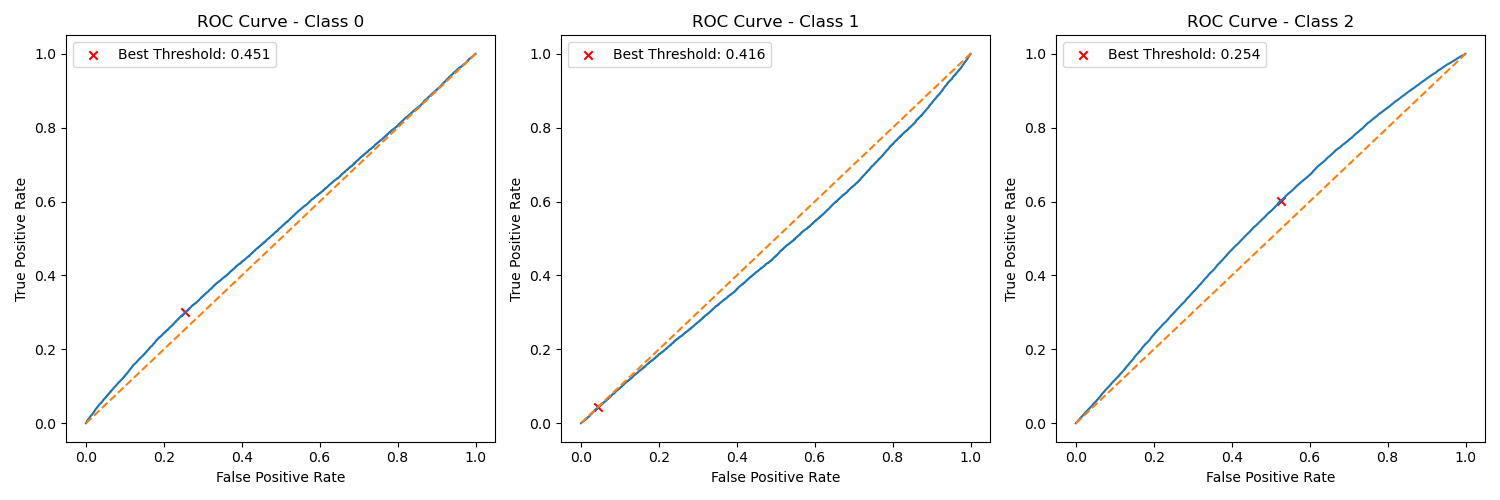 ROC Curve - Class 0
Best Threshold: 0.451
True Positive Rate
1.0
0.8
0.6
0.4
0.2
0.0
0.0 0.2 0.4 0.6 0.8 1.0
False Positive Rate
ROC Curve - Class 1
Best Threshold: 0.416
True Positive Rate
1.0
0.8
0.6
0.4
0.2
0.0
0.0 0.2 0.4 0.6 0.8 1.0
False Positive Rate
ROC Curve - Class 2
Best Threshold: 0.254
True Positive Rate
1.0
0.8
0.6
0.4
0.2
0.0
0.0 0.2 0.4 0.6 0.8 1.0
False Positive Rate